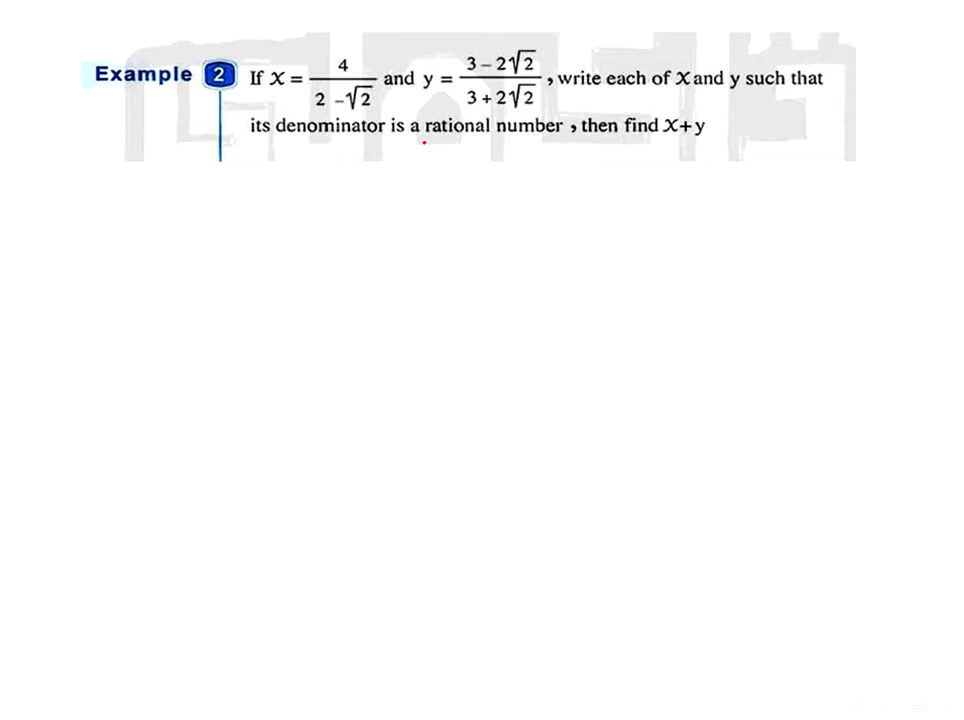 Example 2 If x = 4 / (2 - √2) and y = (3 - 2√2) / (3 + 2√2) , write each of x and y such that
its denominator is a rational number , then find x+y